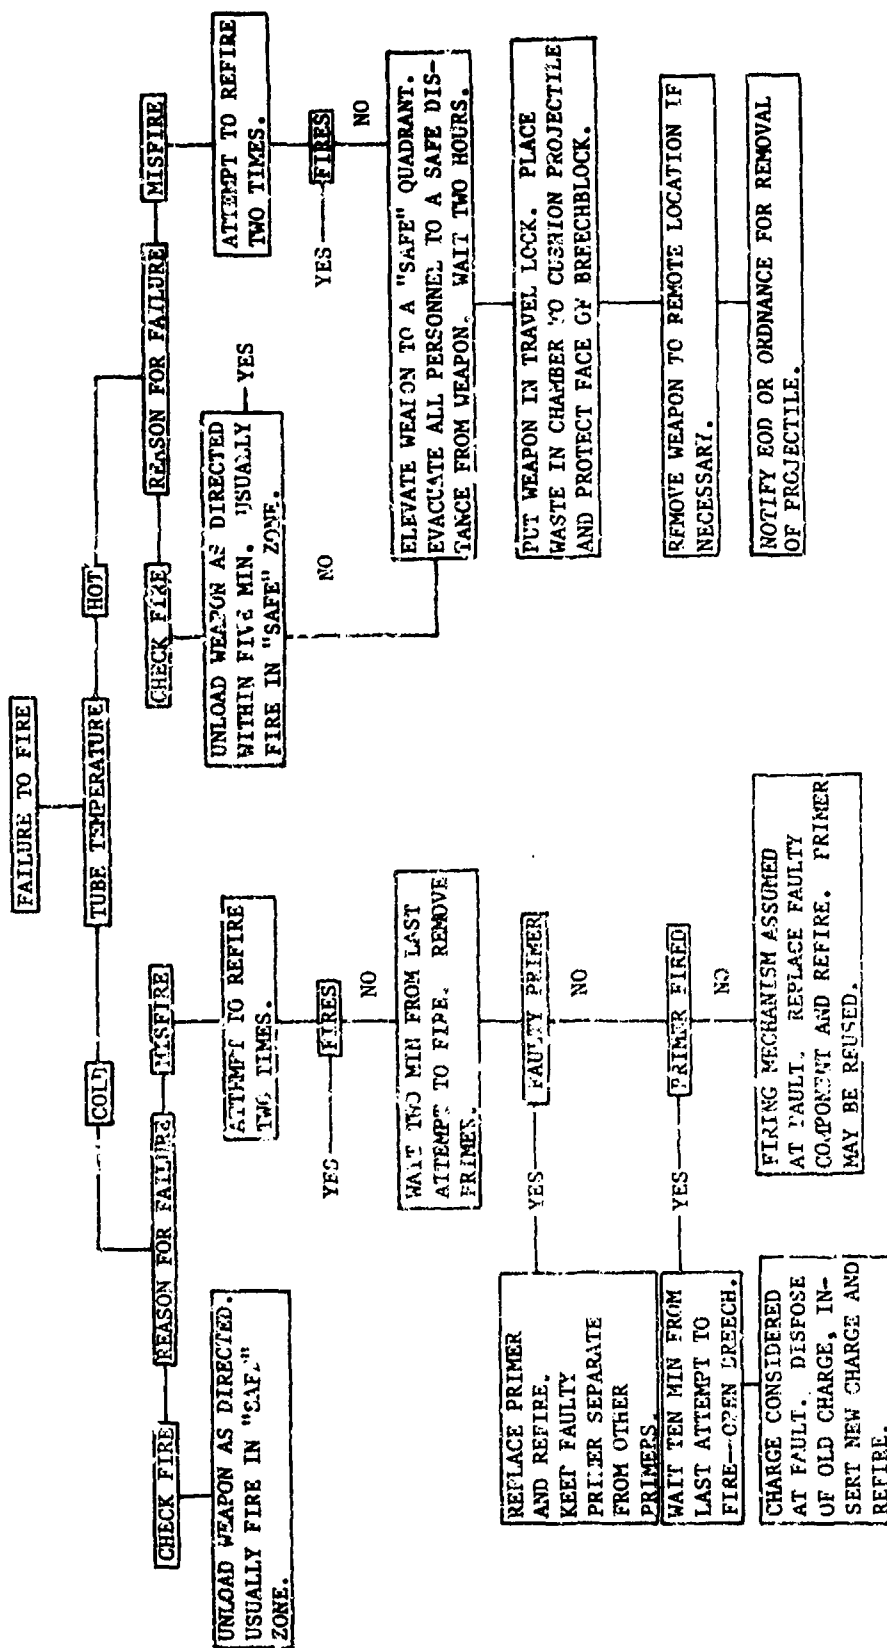 FAILURE TO FIRE
TUBE TEMPERATURE
COLD
HOT
REASON FOR FAILURE
CHECK FIRE
MISFIRE
UNLOAD WEAPON AS DIRECTED.
USUALLY FIRE IN "SAFE"
ZONE.
ATTEMPT TO REFIRE
TWO TIMES.
YES
FIRES
NO
WAIT TWO MIN FROM LAST
ATTEMPT TO FIRE. REMOVE
PRIMER.
YES
FAULTY PRIMER
NO
REPLACE PRIMER
AND REFIRE.
KEEP FAULTY
PRIMER SEPARATE
FROM OTHER
PRIMERS.
YES
PRIMER FIRED
NO
WAIT TEN MIN FROM
LAST ATTEMPT TO
FIRE—OPEN BREECH.
CHARGE CONSIDERED
AT FAULT. DISPOSE
OF OLD CHARGE, IN-
SERT NEW CHARGE AND
REFIRE.
FIRING MECHANISM ASSUMED
AT FAULT. REPLACE FAULTY
COMPONENT AND REFIRE. PRIMER
MAY BE REUSED.
REASON FOR FAILURE
CHECK FIRE
MISFIRE
UNLOAD WEAPON AS DIRECTED
WITHIN FIVE MIN. USUALLY
FIRE IN "SAFE" ZONE.
YES
NO
ATTEMPT TO REFIRE
TWO TIMES.
YES
FIRES
NO
ELEVATE WEAPON TO A "SAFE" QUADRANT.
EVACUATE ALL PERSONNEL TO A SAFE DIS-
TANCE FROM WEAPON. WAIT TWO HOURS.
PUT WEAPON IN TRAVEL LOCK. PLACE
WASTE IN CHAMBER TO CUSHION PROJECTILE
AND PROTECT FACE OF BREECHBLOCK.
REMOVE WEAPON TO REMOTE LOCATION IF
NECESSARY.
NOTIFY EOD OR ORDNANCE FOR REMOVAL
OF PROJECTILE.